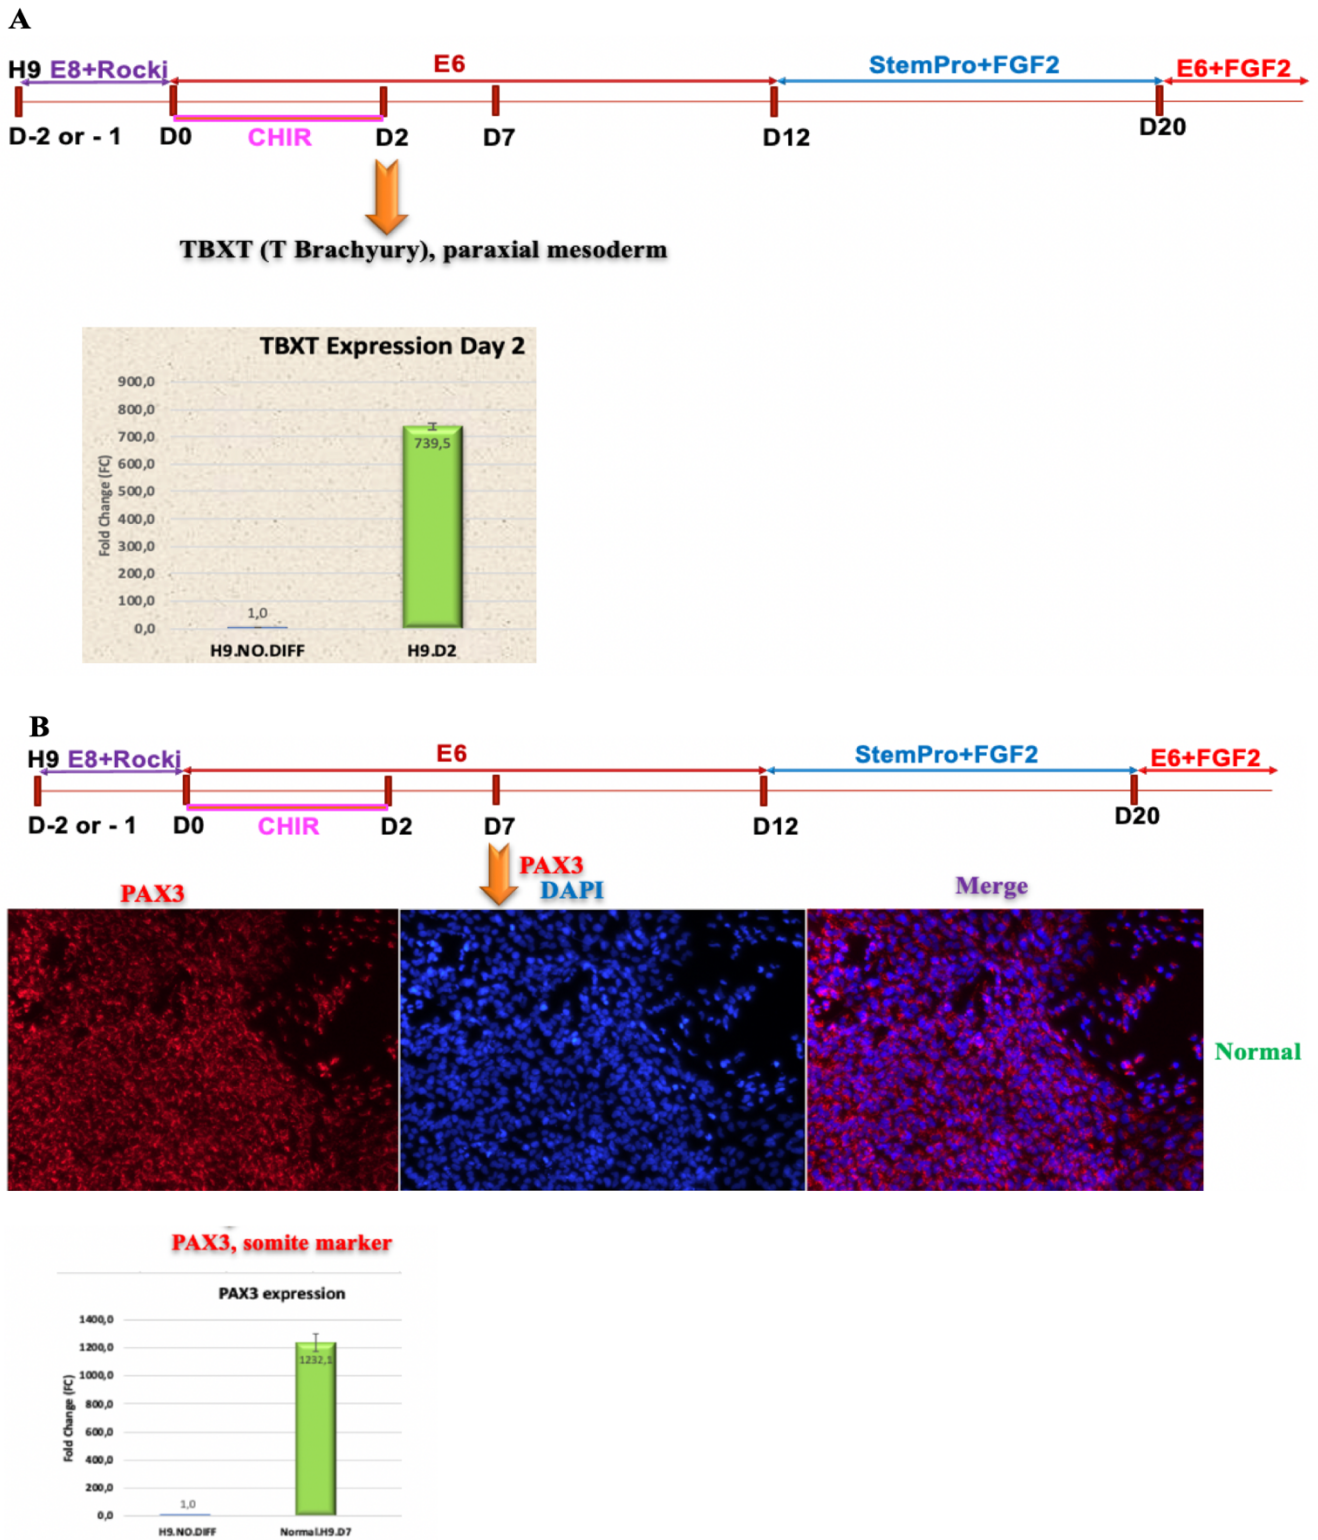 A
H9 E8+Rocki E6 StemPro+FGF2 E6+FGF2
D-2 or - 1 D0 CHIR D2 D7 D12 D20
TBXT (T Brachyury), paraxial mesoderm
TBXT Expression Day 2
Fold Change (FC)
900,0
800,0
700,0
600,0
500,0
400,0
300,0
200,0
100,0
0,0
1,0
739,5
H9.NO.DIFF H9.D2
B
H9 E8+Rocki E6 StemPro+FGF2 E6+FGF2
D-2 or - 1 D0 CHIR D2 D7 D12 D20
PAX3
DAPI
PAX3 Merge
Normal
PAX3, somite marker
PAX3 expression
Fold Change (FC)
1400,0
1200,0
1000,0
800,0
600,0
400,0
200,0
0,0
1,0
1232,1
H9.NO.DIFF Normal.H9.D7